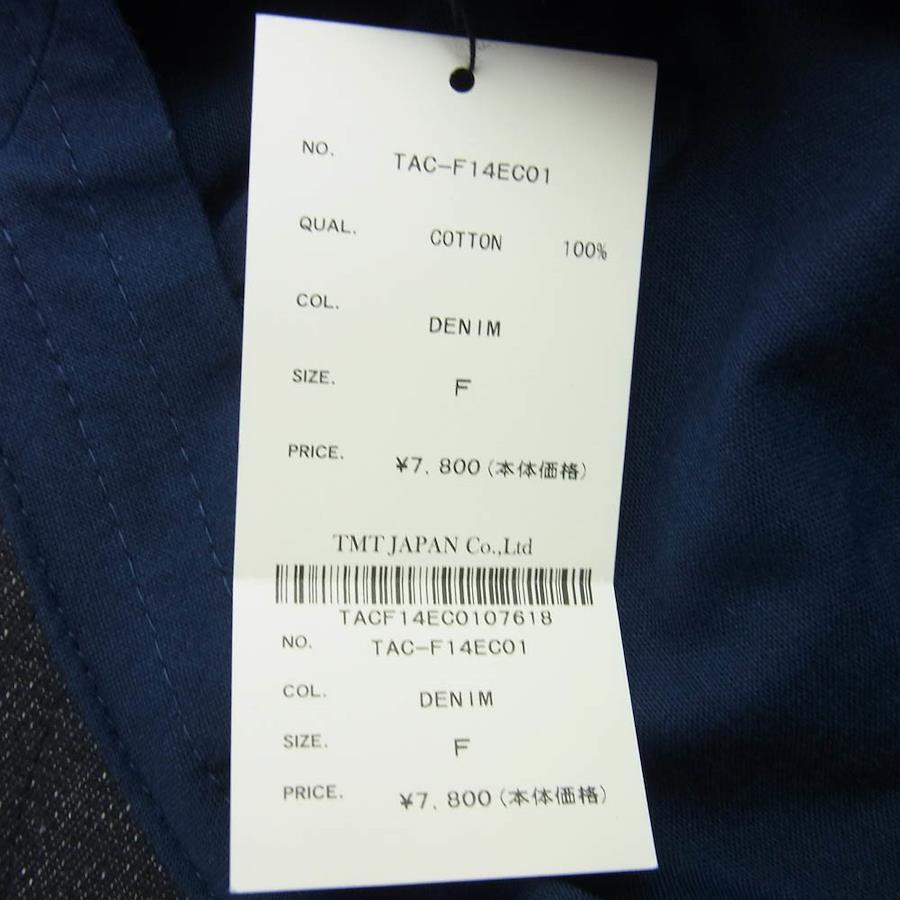 NO. TAC-F14EC01
QUAL. COTTON 100%
COL. DENIM
SIZE. F
PRICE. ¥7,800(本体価格)
TMT JAPAN Co.,Ltd
TACF14EC0107618
NO. TAC-F14EC01
COL. DENIM
SIZE. F
PRICE. ¥7,800(本体価格)